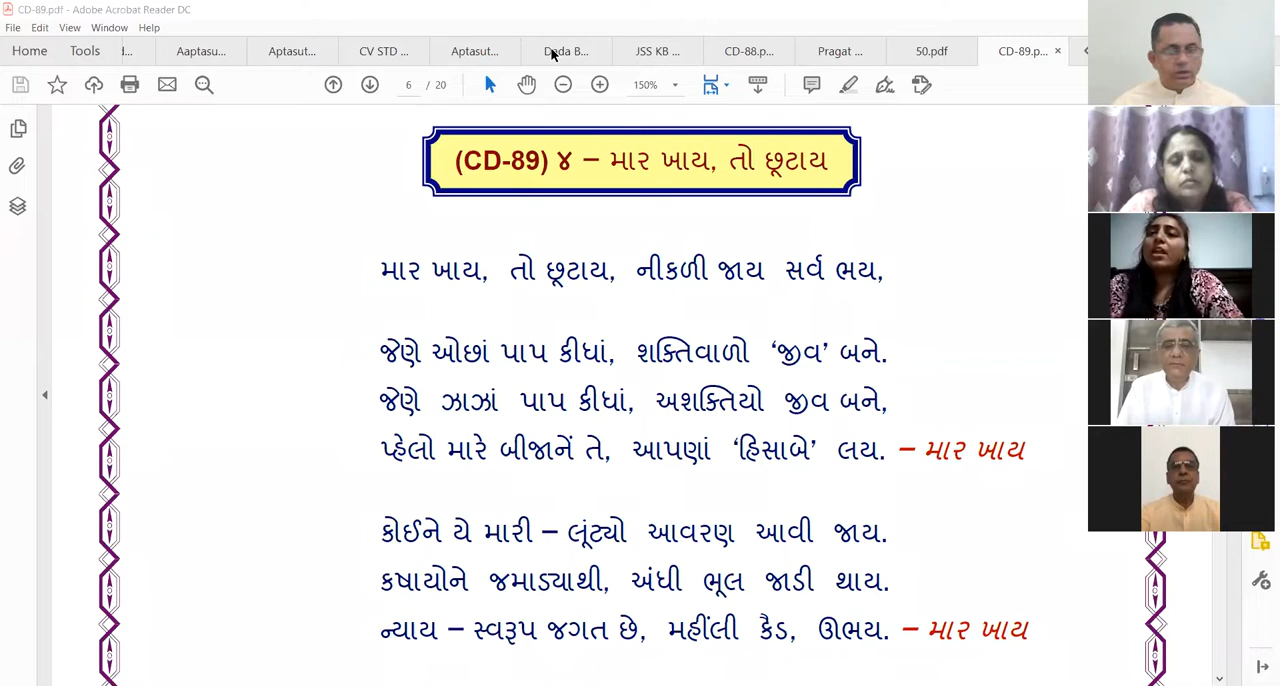 CD-89.pdf - Adobe Acrobat Reader DC
File Edit View Window Help
Home Tools d... Aaptasu... Aptasut... CV STD ... Aptasut... Dada B... JSS KB ... CD-88.p... Pragat ... 50.pdf CD-89.p... ×
6 / 20 150%
(CD-89) ૪ – માર ખાય, તો છૂટાય
માર ખાય, તો છૂટાય, નીકળી જાય સર્વ ભય,
જેણે ઓછાં પાપ કીધાં, શક્તિવાળો ‘જીવ’ બને.
જેણે ઝાઝાં પાપ કીધાં, અશક્તિયો જીવ બને,
પ્હેલો મારે બીજાનેં તે, આપણાં ‘હિસાબે’ લય. – માર ખાય
કોઈને યે મારી – લૂંટ્યો આવરણ આવી જાય.
કષાયોને જમાડ્યાથી, અંધી ભૂલ જાડી થાય.
ન્યાય – સ્વરૂપ જગત છે, મહીંલી કૈડ, ઊભય. – માર ખાય